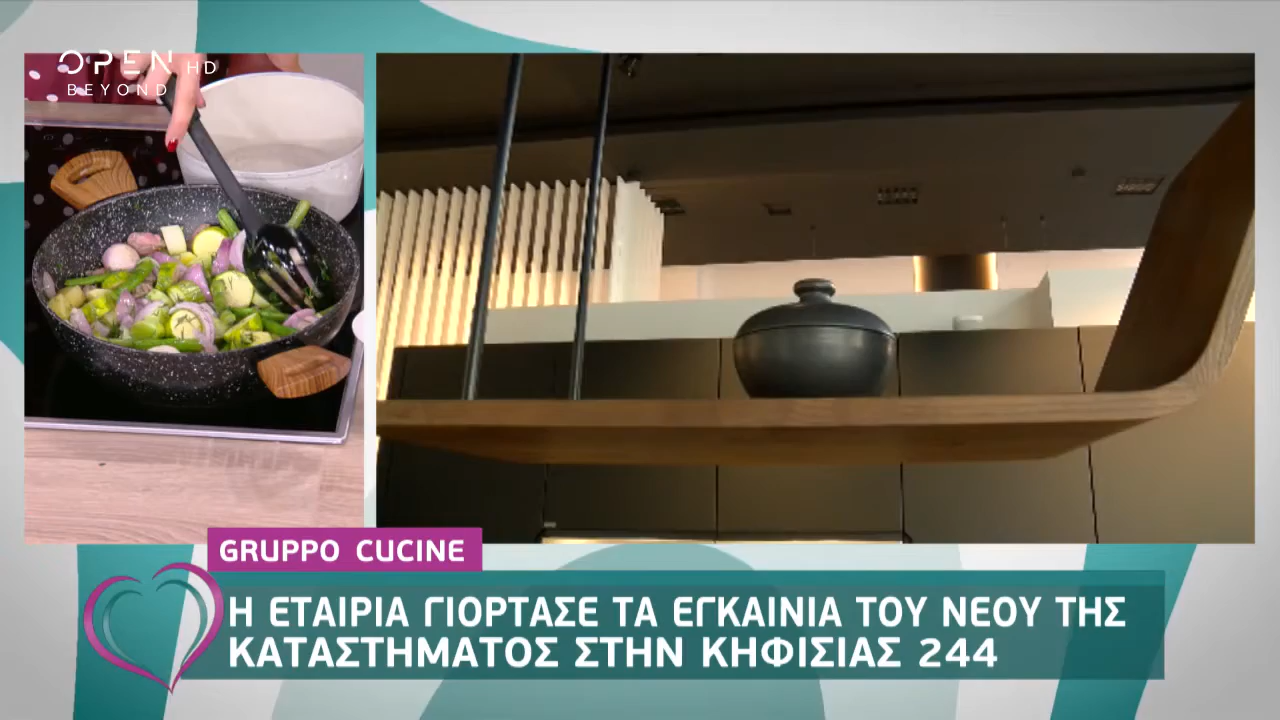 OPEN HD
BEYOND
GRUPPO CUCINE
Η ΕΤΑΙΡΙΑ ΓΙΟΡΤΑΣΕ ΤΑ ΕΓΚΑΙΝΙΑ ΤΟΥ ΝΕΟΥ ΤΗΣ
ΚΑΤΑΣΤΗΜΑΤΟΣ ΣΤΗΝ ΚΗΦΙΣΙΑΣ 244